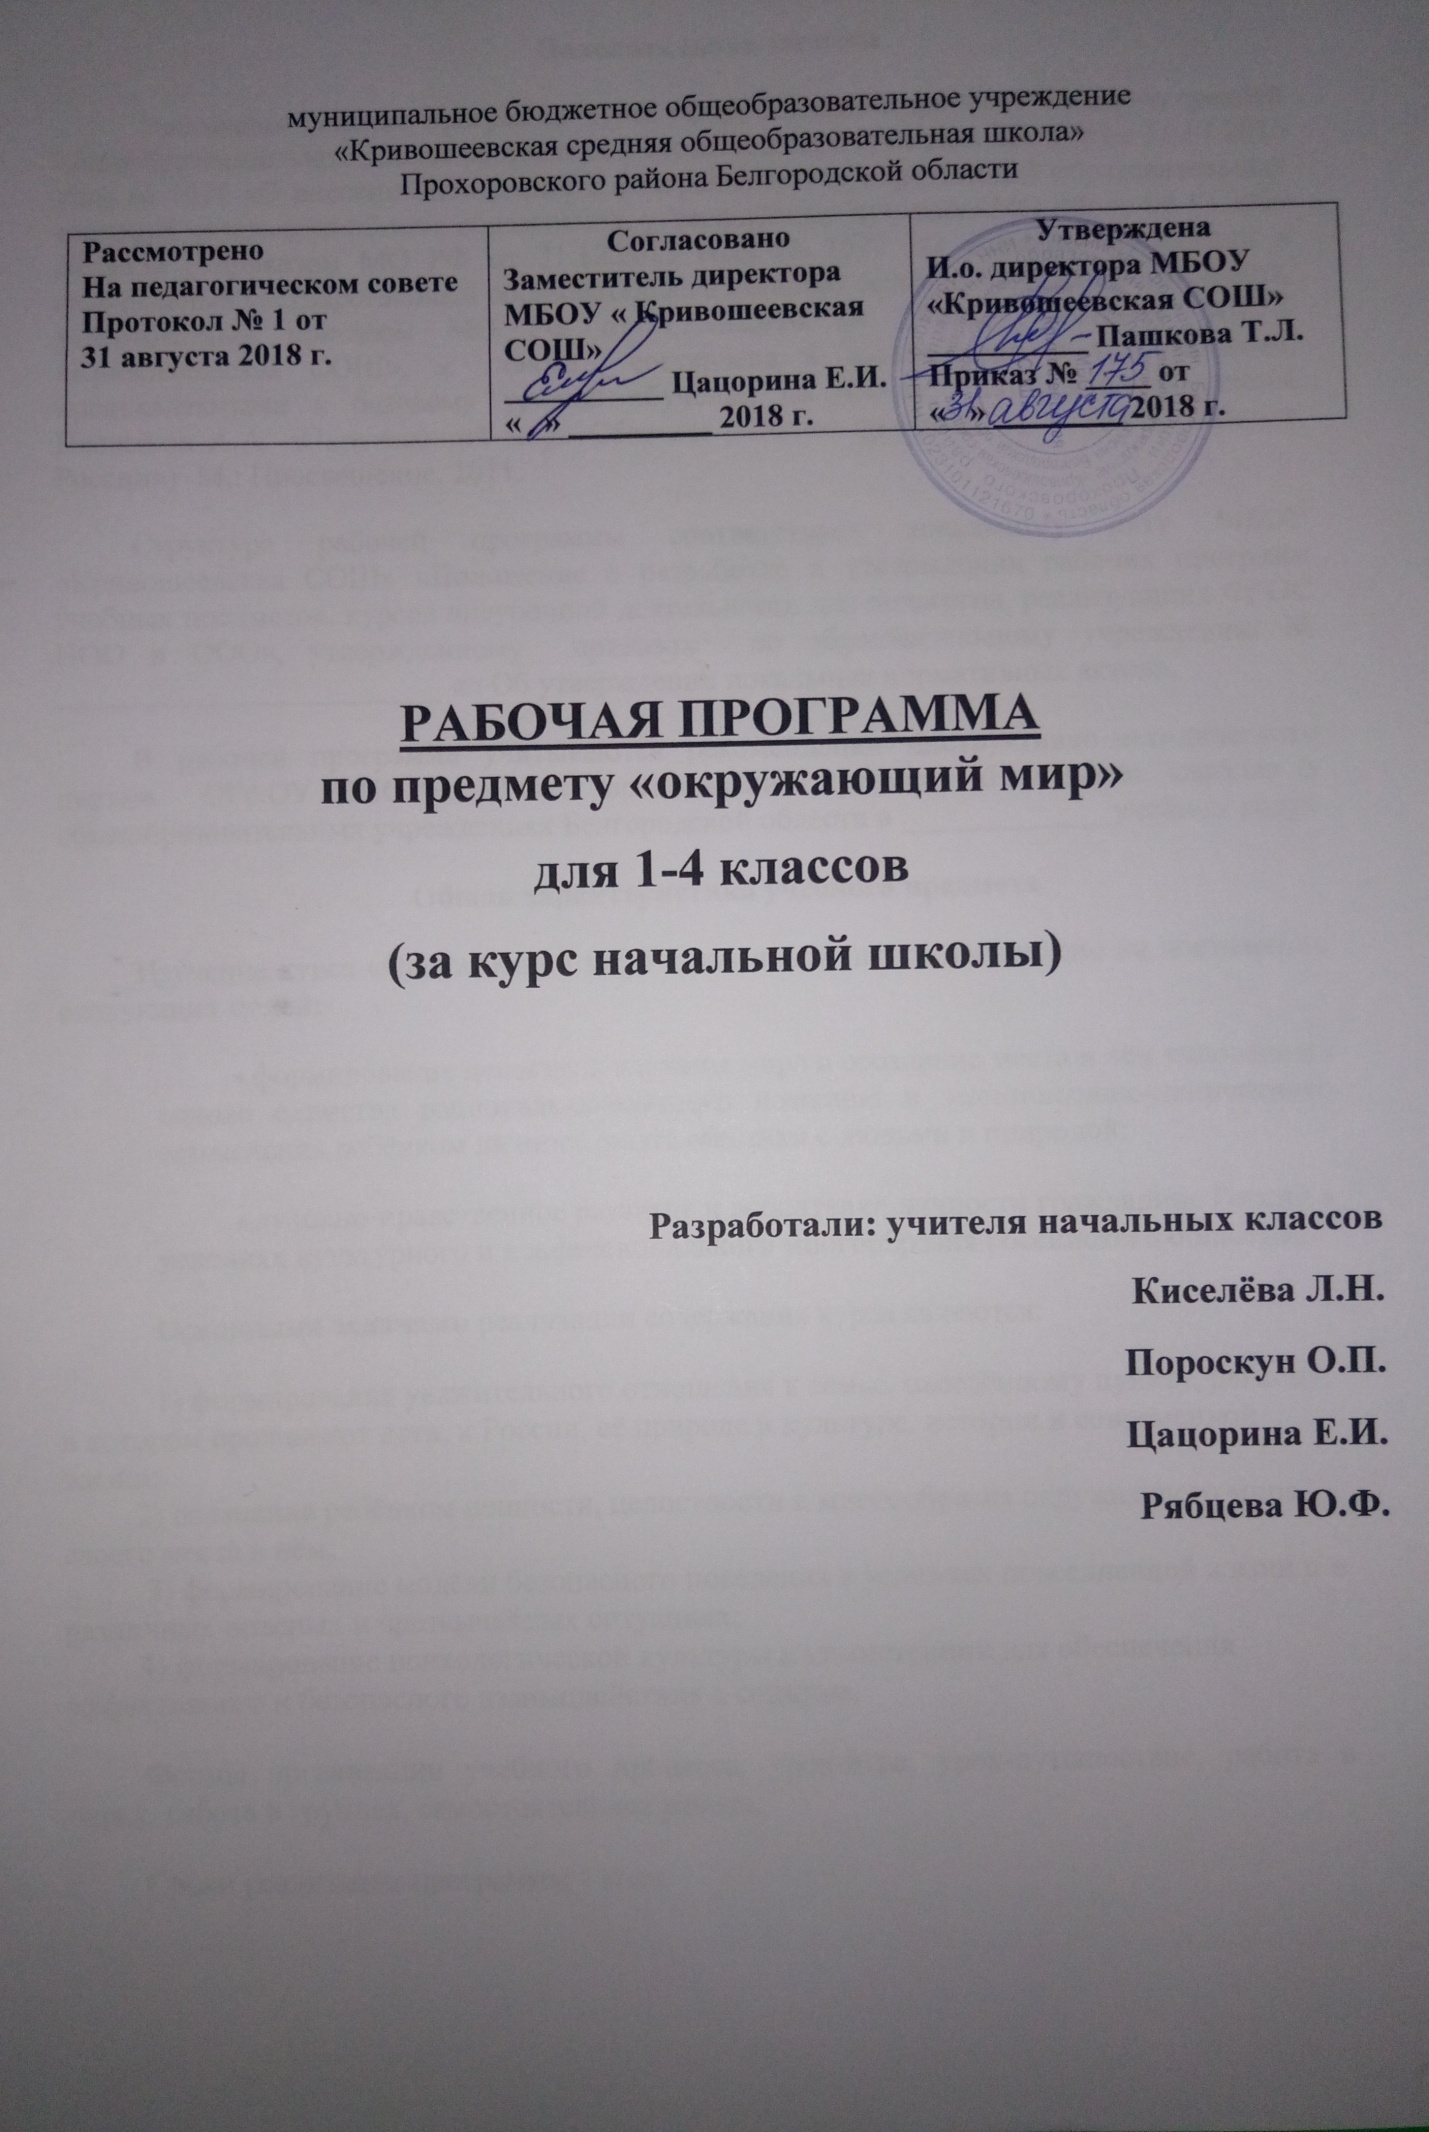 муниципальное бюджетное общеобразовательное учреждение
«Кривошеевская средняя общеобразовательная школа»
Прохоровского района Белгородской области
Рассмотрено
На педагогическом совете
Протокол № 1 от
31 августа 2018 г.
Согласовано
Заместитель директора
МБОУ « Кривошеевская
СОШ»
__________ Цацорина Е.И.
« » _________ 2018 г.
Утверждена
И.о. директора МБОУ
«Кривошеевская СОШ»
__________ Пашкова Т.Л.
Приказ № 175 от
«31» августа 2018 г.
РАБОЧАЯ ПРОГРАММА
по предмету «окружающий мир»
для 1-4 классов
(за курс начальной школы)
Разработали: учителя начальных классов
Киселёва Л.Н.
Пороскун О.П.
Цацорина Е.И.
Рябцева Ю.Ф.